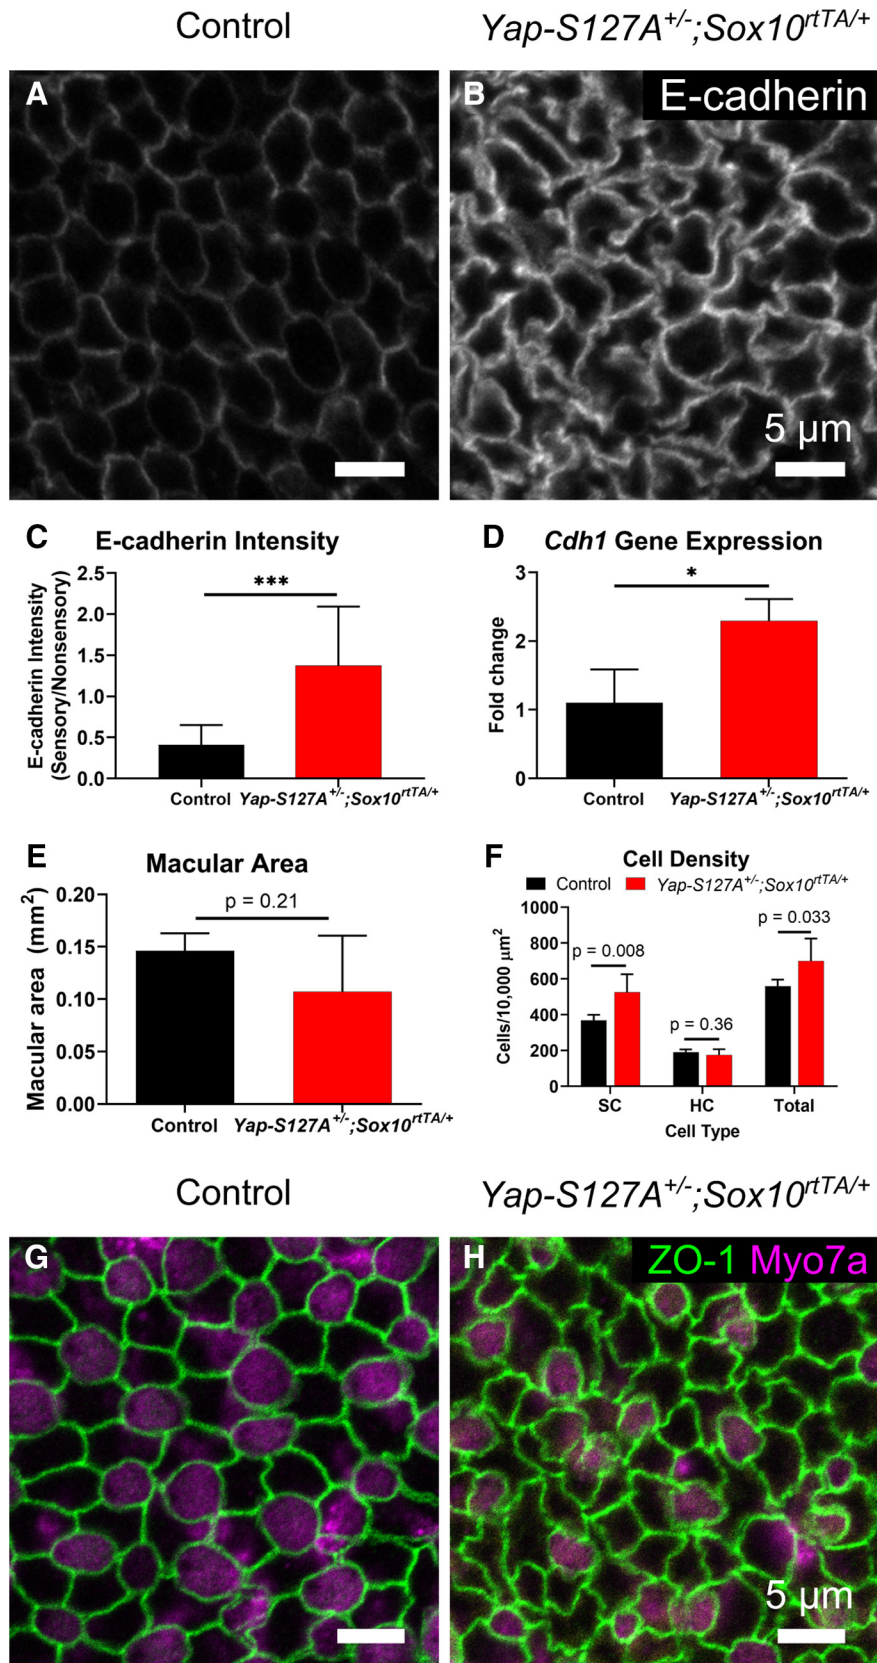 Control
Yap-S127A+/-;Sox10rtTA/+
A
B
E-cadherin
5 µm
C
E-cadherin Intensity
E-cadherin Intensity
(Sensory/Nonsensory)
2.5
2.0
1.5
1.0
0.5
0.0
***
Control
Yap-S127A+/-;Sox10rtTA/+
D
Cdh1 Gene Expression
Fold change
3
2
1
0
*
Control
Yap-S127A+/-;Sox10rtTA/+
E
Macular Area
Macular area (mm2)
0.20
0.15
0.10
0.05
0.00
p = 0.21
Control
Yap-S127A+/-;Sox10rtTA/+
F
Cell Density
Control
Yap-S127A+/-;Sox10rtTA/+
Cells/10,000 µm2
1000
800
600
400
200
0
p = 0.008
p = 0.36
p = 0.033
SC
HC
Total
Cell Type
Control
Yap-S127A+/-;Sox10rtTA/+
G
H
ZO-1 Myo7a
5 µm